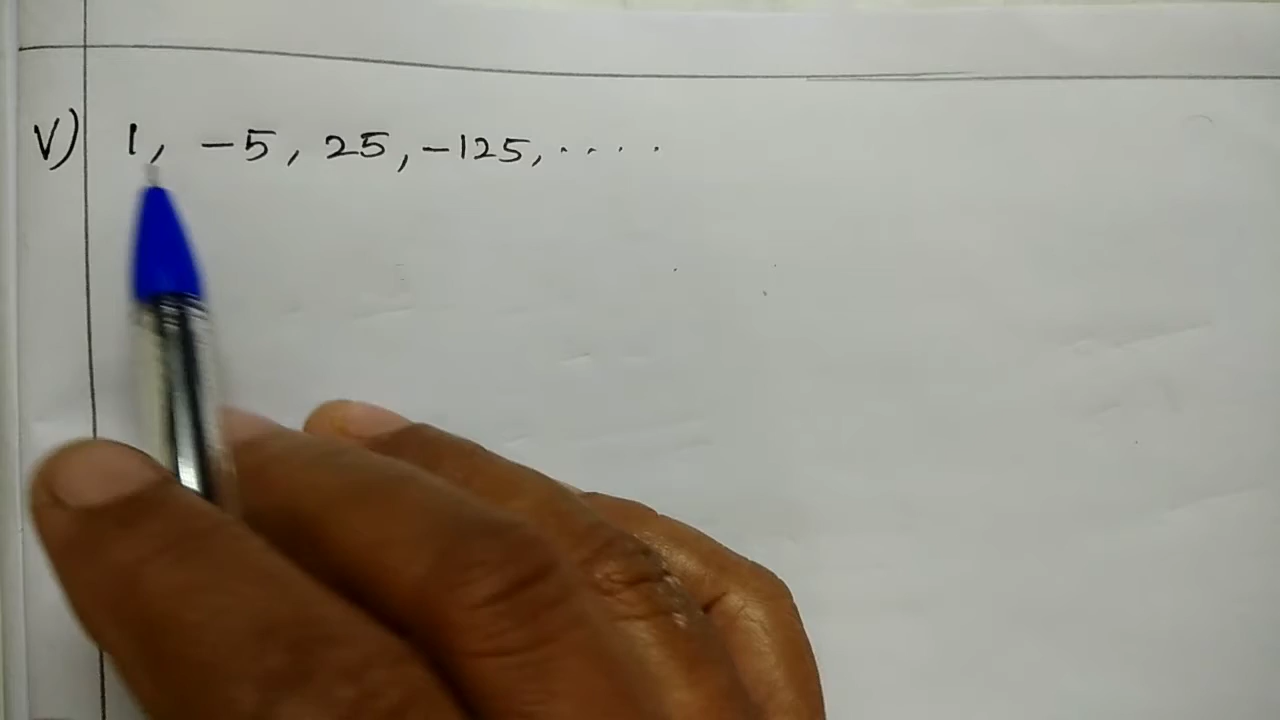 V) 1, -5, 25, -125, ....